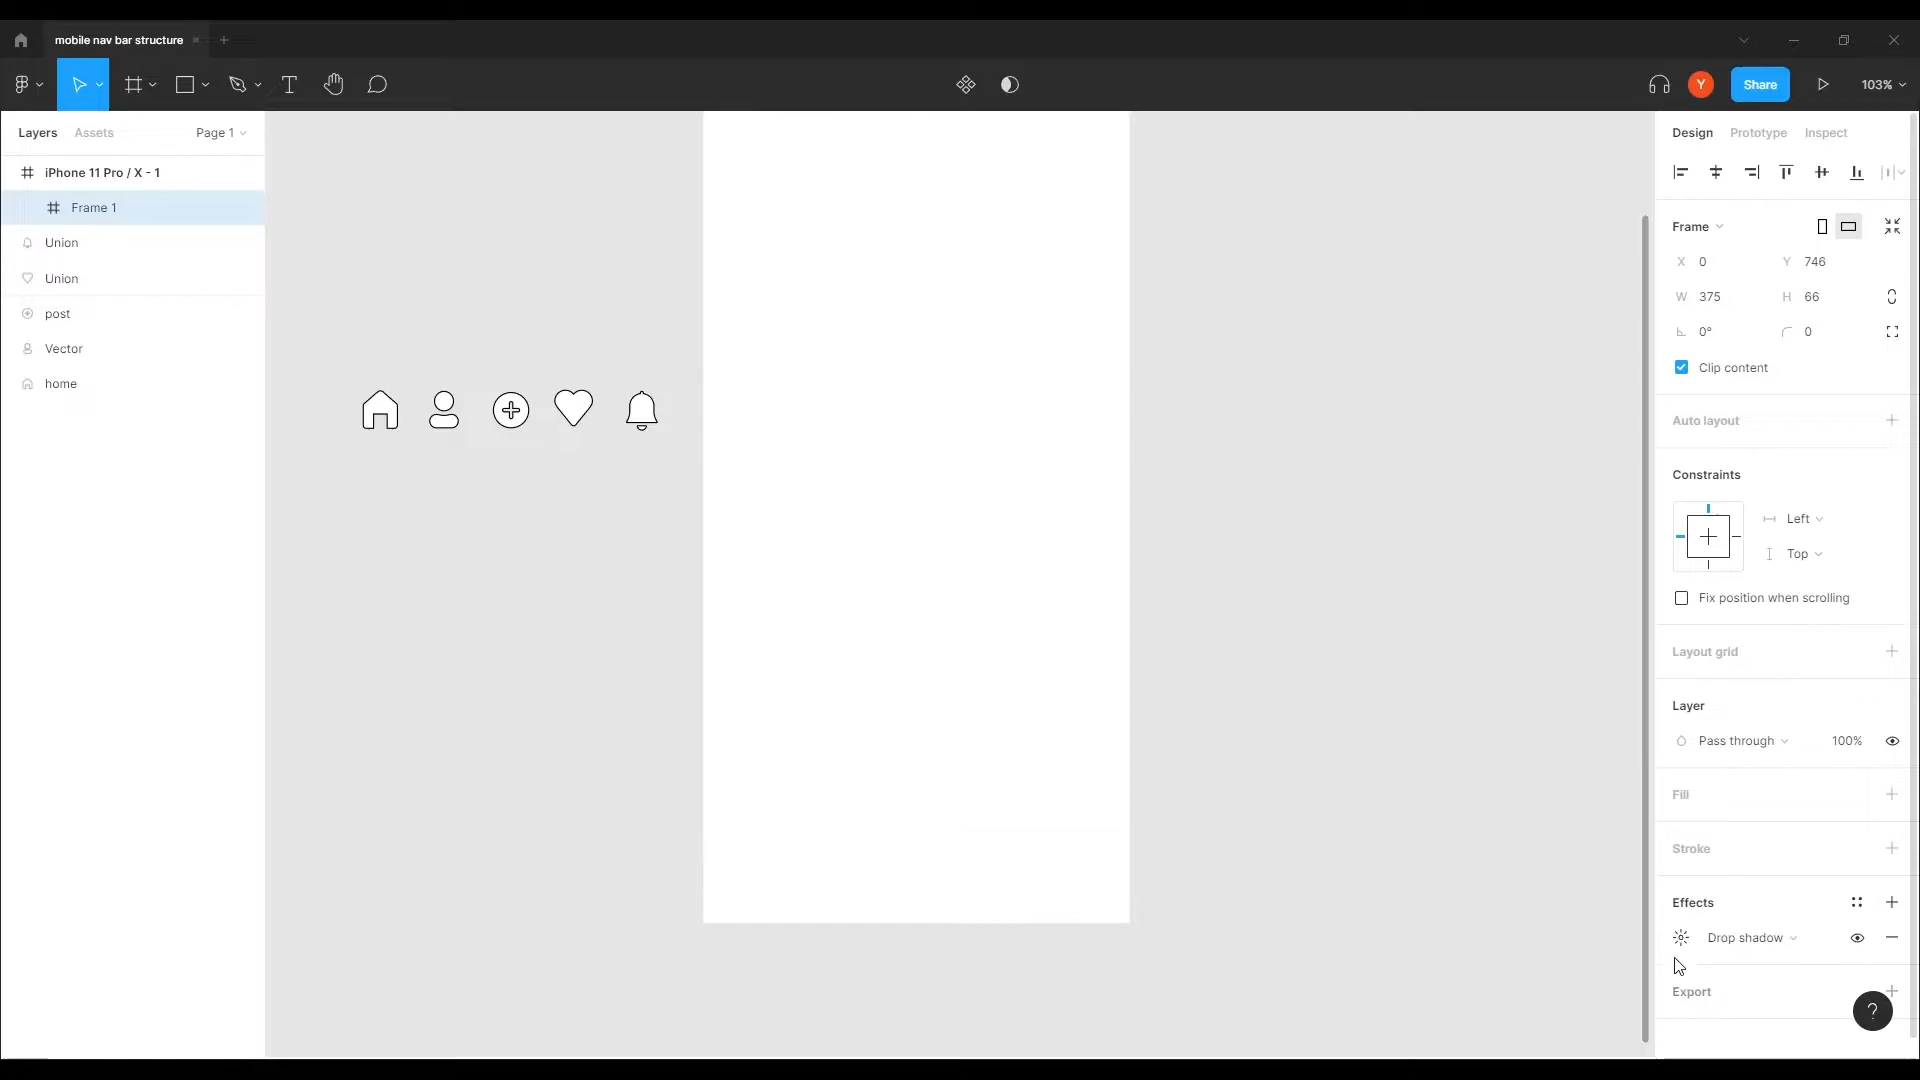 mobile nav bar structure
Share
103%
Layers Assets Page 1
iPhone 11 Pro / X - 1
Frame 1
Union
Union
post
Vector
home
Y
Design Prototype Inspect
Frame
X 0 Y 746
W 375 H 66
0° 0
Clip content
Auto layout
Constraints
Left
Top
Fix position when scrolling
Layout grid
Layer
Pass through 100%
Fill
Stroke
Effects
Drop shadow
Export
?